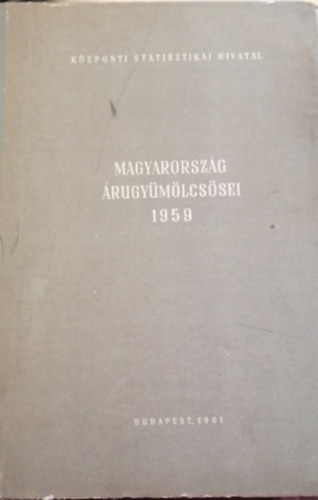 KÖZPONTI STATISZTIKAI HIVATAL
MAGYARORSZÁG
ÁRUGYÜMÖLCSÖSEI
1959
BUDAPEST, 1961